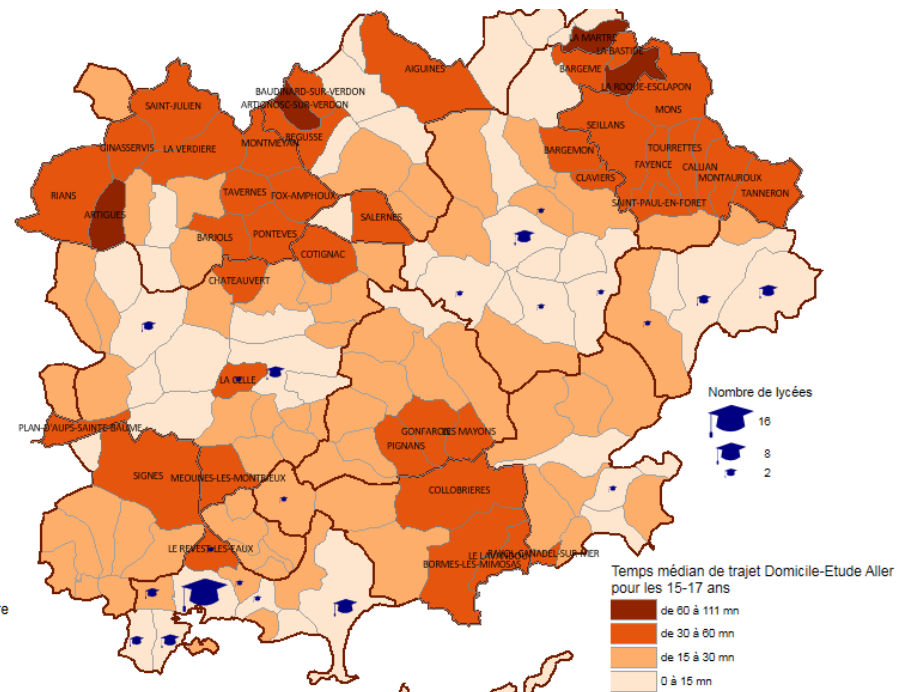 LA MARTRE
LA BASTIDE
BARGEME
AIGUINES
LA ROQUE-ESCLAPON
BAUDINARD-SUR-VERDON
ARTIGNOSC-SUR-VERDON
SAINT-JULIEN
MONS
SEILLANS
REGUSSE
MONTMEYAN
GINASSERVIS
LA VERDIERE
TOURRETTES
BARGEMON
FAYENCE
CALLIAN
CLAVIERS
MONTAUROUX
RIANS
TAVERNES
FOX-AMPHOUX
TANNERON
SAINT-PAUL-EN-FORET
ARTIGUES
SALERNES
BARJOLS
PONTEVES
COTIGNAC
CHATEAUVERT
LA CELLE
PLAN-D'AUPS-SAINTE-BAUME
GONFARON
LES MAYONS
PIGNANS
SIGNES
MEOUNES-LES-MONTRIEUX
COLLOBRIERES
LE REVEST-LES-EAUX
LE LAVANDOU
RAYOL-CANADEL-SUR-MER
BORMES-LES-MIMOSAS
Nombre de lycées
16
8
2
re
Temps médian de trajet Domicile-Etude Aller
pour les 15-17 ans
de 60 à 111 mn
de 30 à 60 mn
de 15 à 30 mn
0 à 15 mn